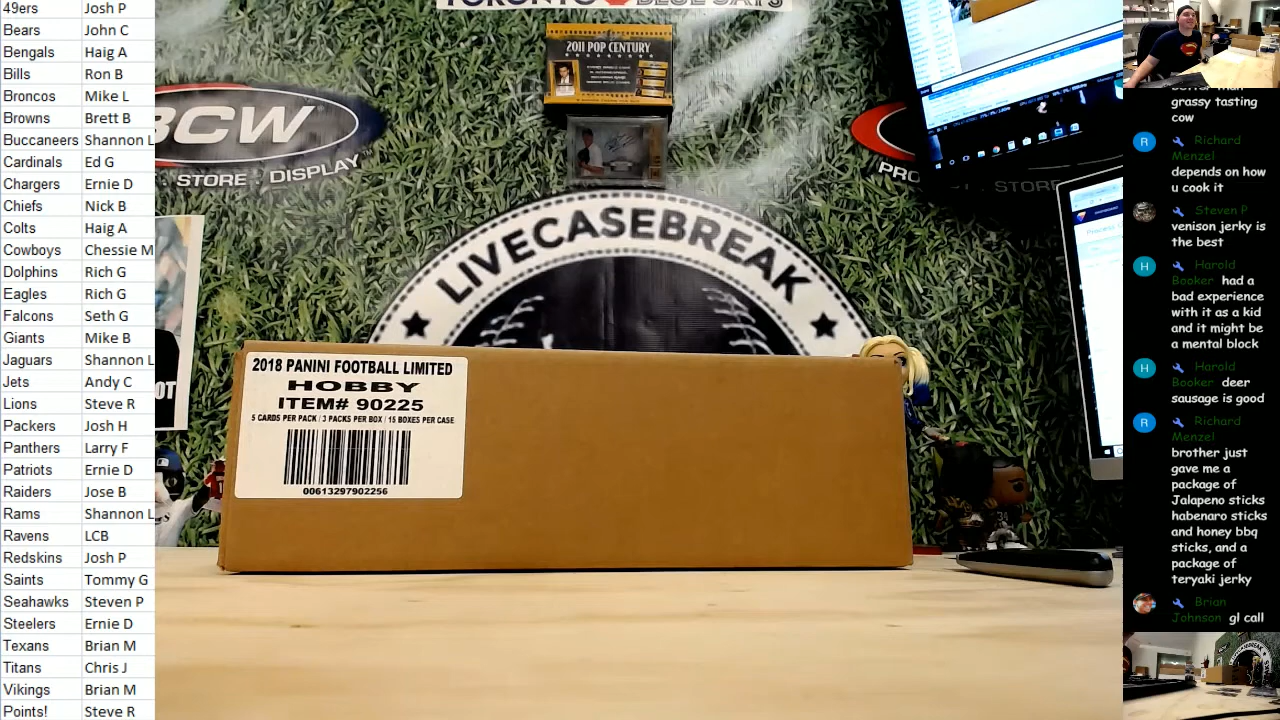 49ers Josh P
Bears John C
Bengals Haig A
Bills Ron B
Broncos Mike L
Browns Brett B
Buccaneers Shannon L
Cardinals Ed G
Chargers Ernie D
Chiefs Nick B
Colts Haig A
Cowboys Chessie M
Dolphins Rich G
Eagles Rich G
Falcons Seth G
Giants Mike B
Jaguars Shannon L
Jets Andy C
Lions Steve R
Packers Josh H
Panthers Larry F
Patriots Ernie D
Raiders Jose B
Rams Shannon L
Ravens LCB
Redskins Josh P
Saints Tommy G
Seahawks Steven P
Steelers Ernie D
Texans Brian M
Titans Chris J
Vikings Brian M
Points! Steve R
TORONTO BLUE JAYS
2011 POP CENTURY
BCW
STORE . DISPLAY
PRO
STORE
LIVECASEBREAK
2018 PANINI FOOTBALL LIMITED
HOBBY
ITEM# 90225
5 CARDS PER PACK / 3 PACKS PER BOX / 15 BOXES PER CASE
00613297902256
34
better than
grassy tasting
cow
R Richard
Menzel
depends on how
u cook it
Steven P
venison jerky is
the best
H Harold
Booker had a
bad experience
with it as a kid
and it might be
a mental block
H Harold
Booker deer
sausage is good
R Richard
Menzel
brother just
gave me a
package of
Jalapeno sticks
habenaro sticks
and honey bbq
sticks, and a
package of
teryaki jerky
Brian
Johnson gl call